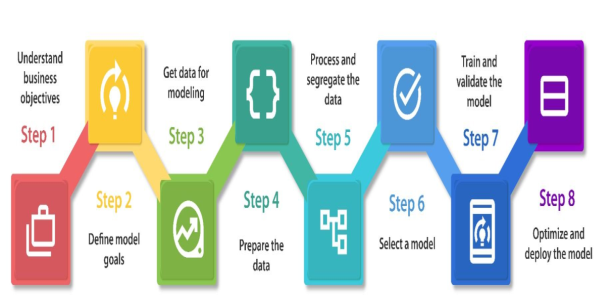 Understand
business
objectives
Step 1
Step 2
Define model
goals
Get data for
modeling
Step 3
Step 4
Prepare the
data
Process and
segregate the
data
Step 5
Step 6
Select a model
Train and
validate the
model
Step 7
Step 8
Optimize and
deploy the model